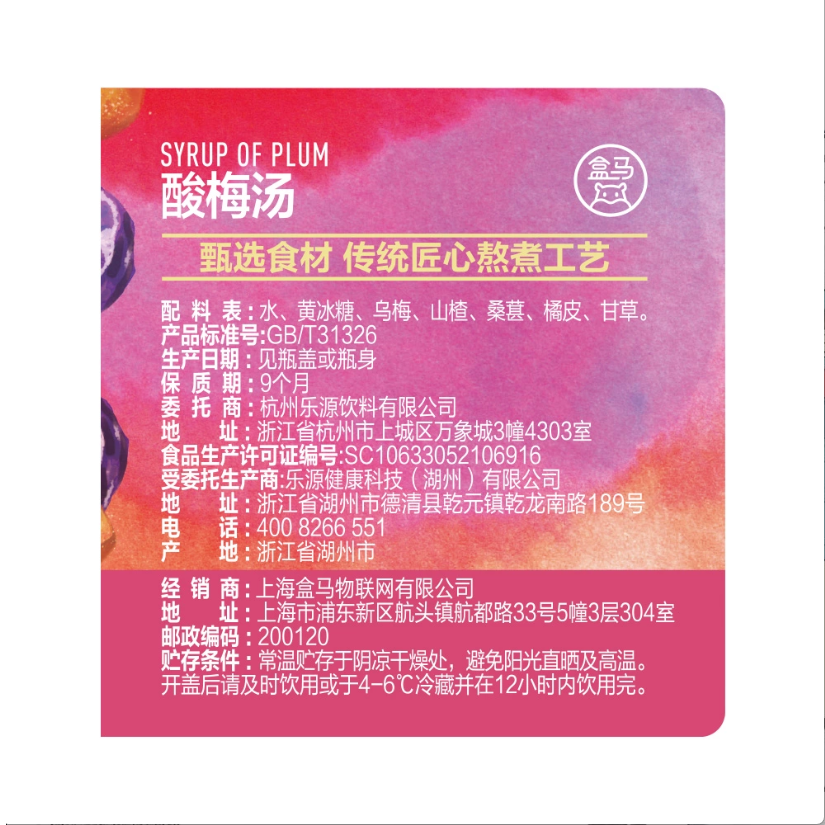 SYRUP OF PLUM
酸梅汤
盒马
甄选食材 传统匠心熬煮工艺
配料表:水、黄冰糖、乌梅、山楂、桑葚、橘皮、甘草。
产品标准号:GB/T31326
生产日期:见瓶盖或瓶身
保质期:9个月
委托商:杭州乐源饮料有限公司
地址:浙江省杭州市上城区万象城3幢4303室
食品生产许可证编号:SC10633052106916
受委托生产商:乐源健康科技(湖州)有限公司
地址:浙江省湖州市德清县乾元镇乾龙南路189号
电话:400 8266 551
产地:浙江省湖州市
经销商:上海盒马物联网有限公司
地址:上海市浦东新区航头镇航都路33号5幢3层304室
邮政编码:200120
贮存条件:常温贮存于阴凉干燥处,避免阳光直晒及高温。
开盖后请及时饮用或于4-6℃冷藏并在12小时内饮用完。